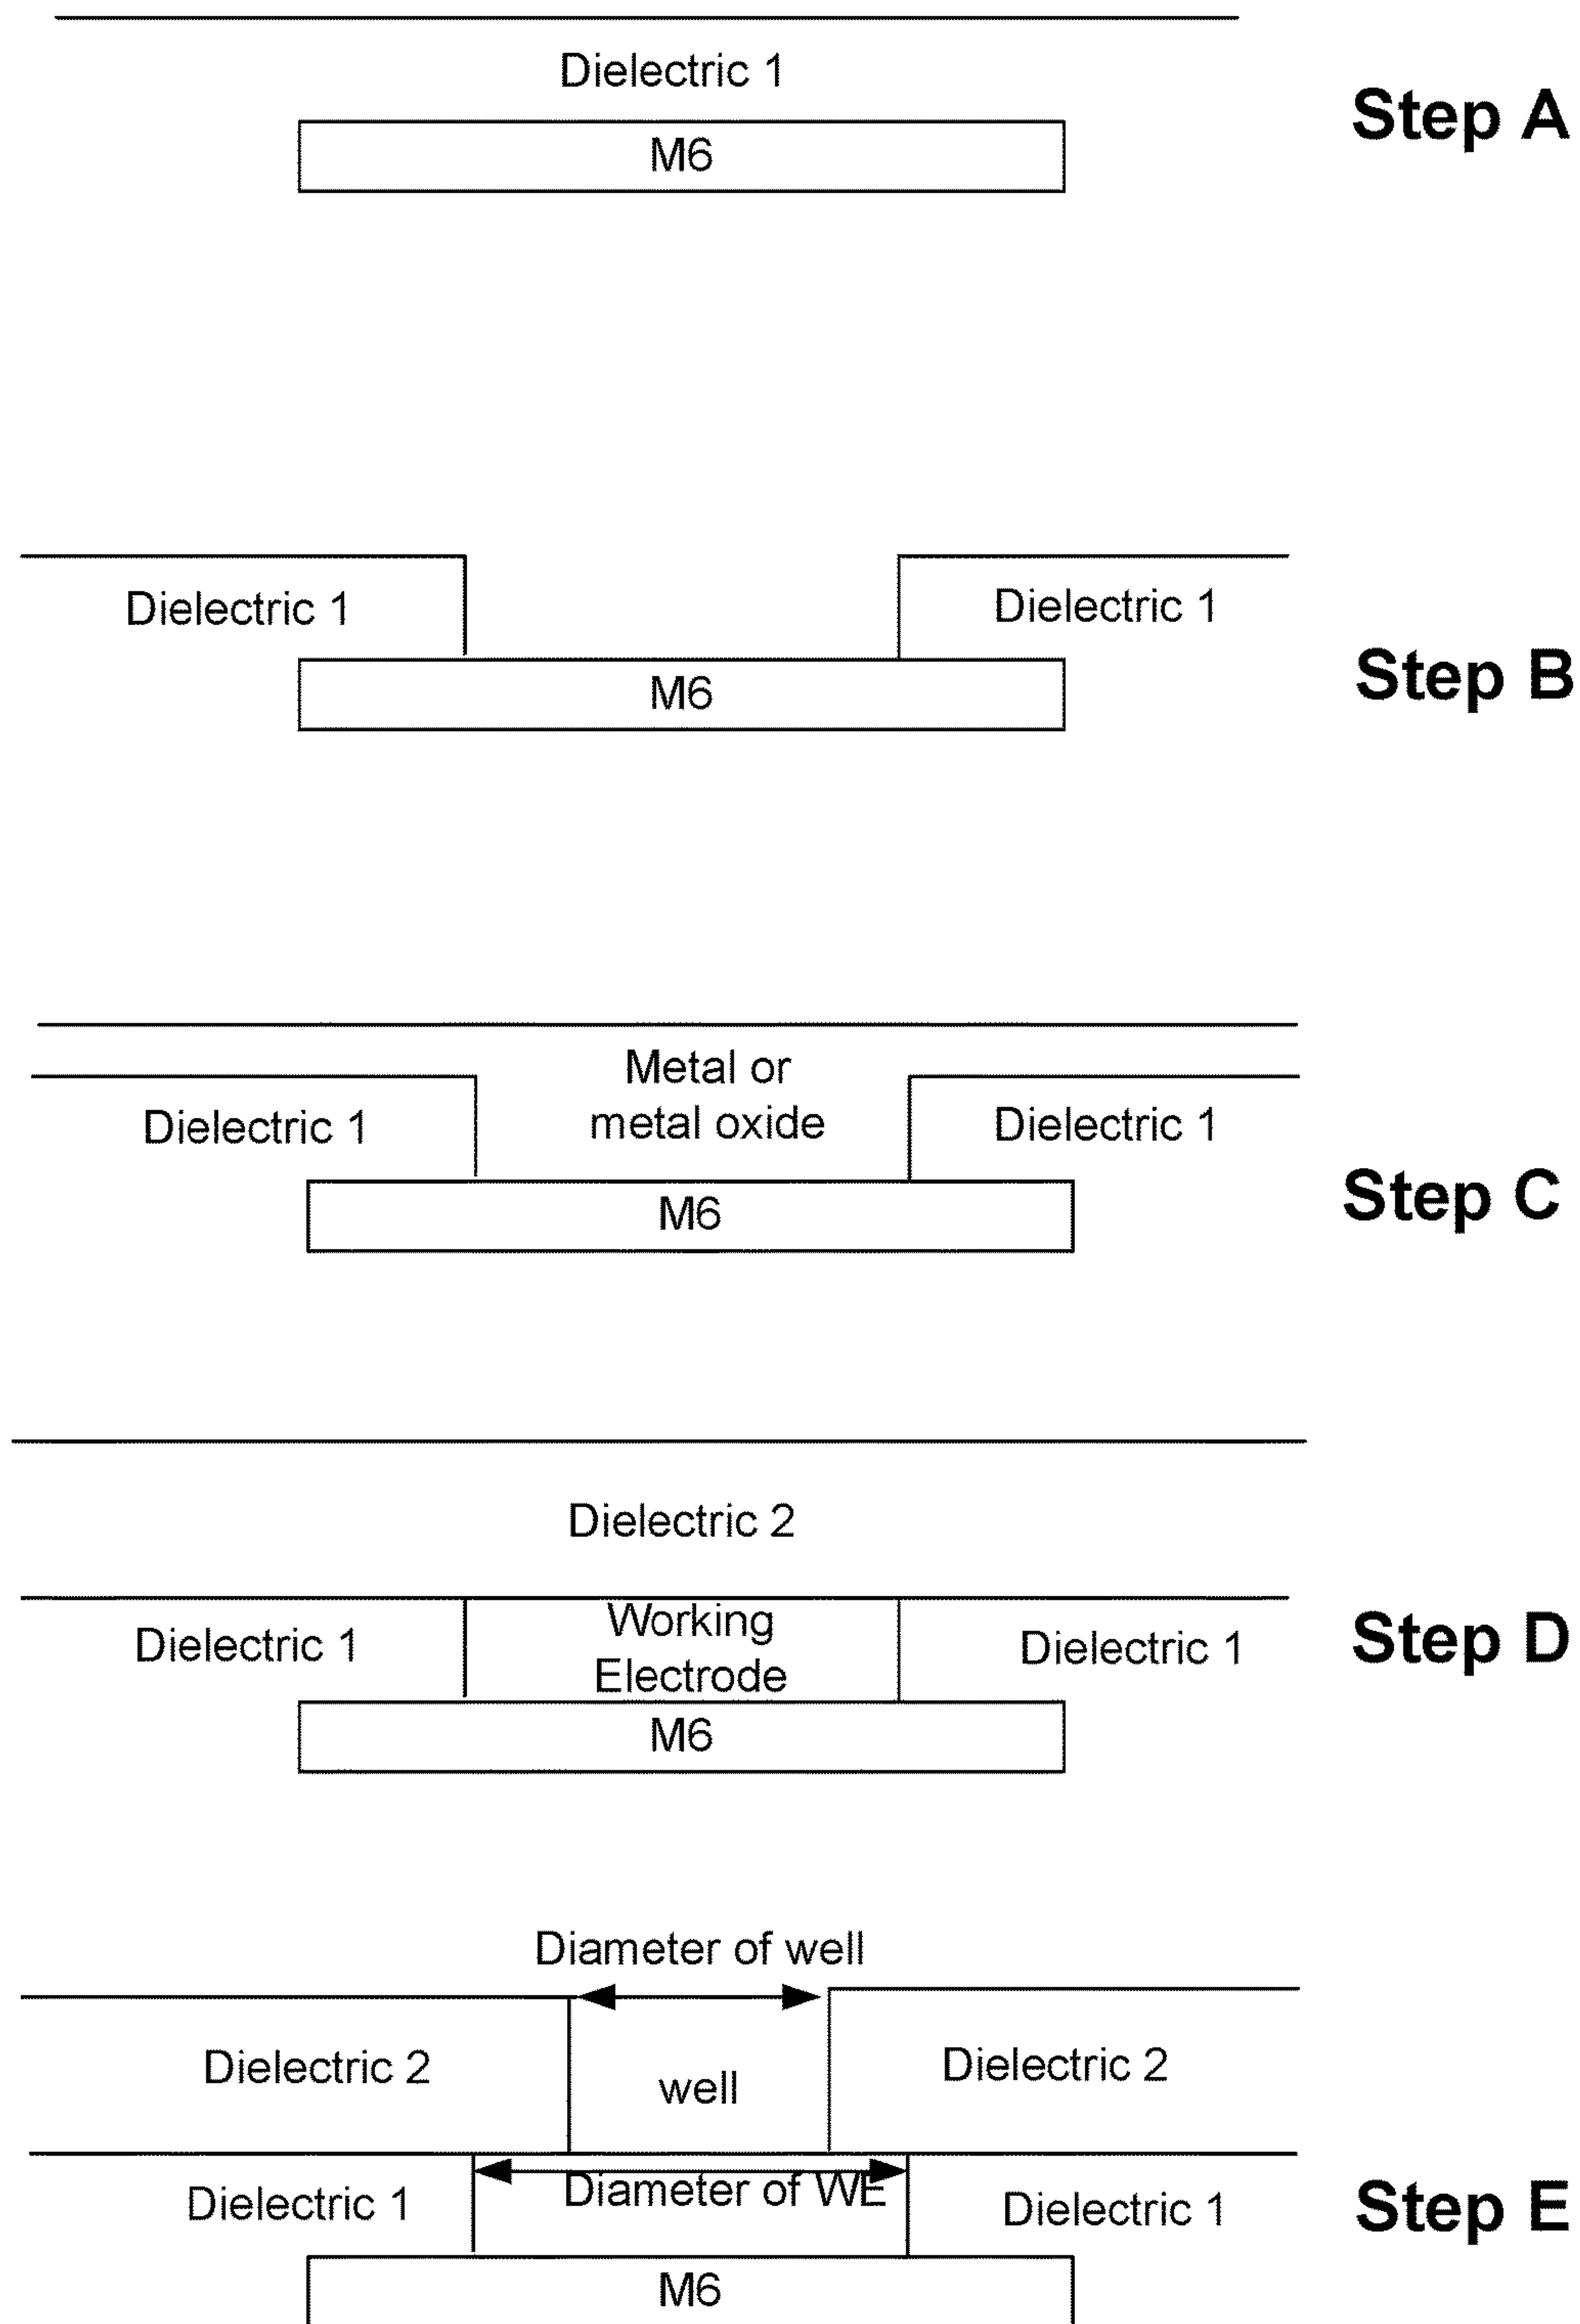 Dielectric 1
M6
Step A
Dielectric 1
Dielectric 1
M6
Step B
Metal or
metal oxide
Dielectric 1
Dielectric 1
M6
Step C
Dielectric 2
Working
Electrode
Dielectric 1
Dielectric 1
M6
Step D
Diameter of well
Dielectric 2
well
Dielectric 2
Diameter of WE
Dielectric 1
Dielectric 1
M6
Step E